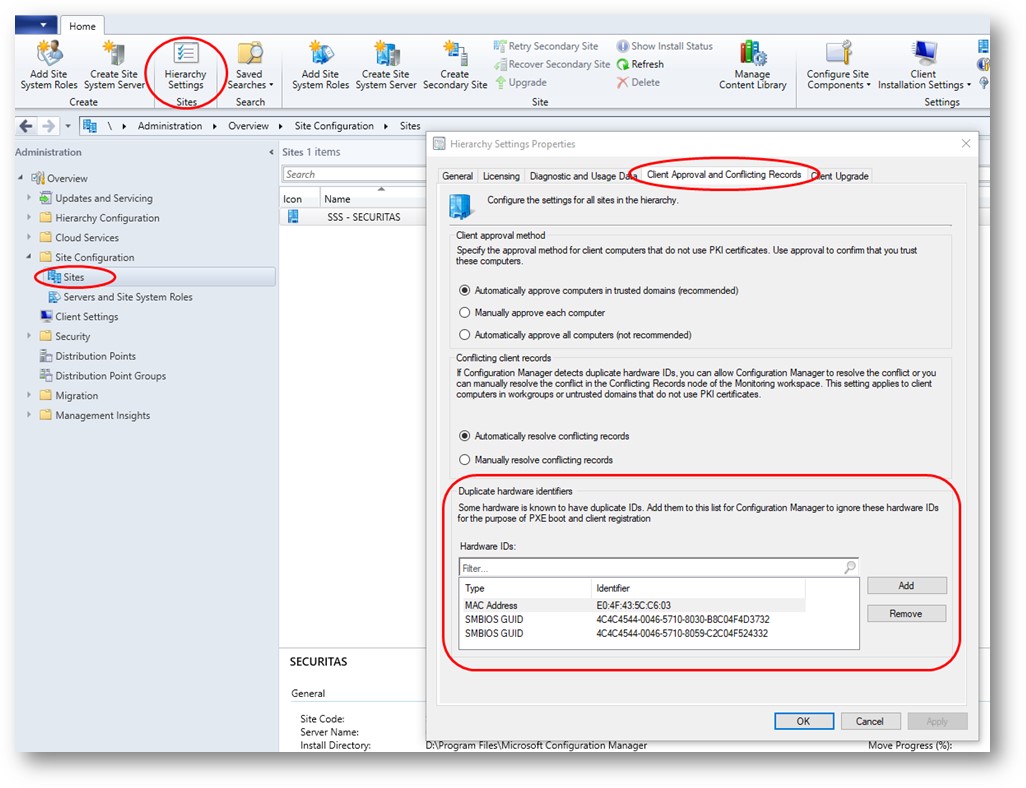 Home
Add Site
System Roles
Create Site
System Server
Create
Hierarchy
Settings
Sites
Saved
Searches
Search
Add Site
System Roles
Create Site
System Server
Create
Secondary Site
Retry Secondary Site
Recover Secondary Site
Upgrade
Show Install Status
Refresh
Delete
Site
Manage
Content Library
Configure Site
Components
Client
Installation Settings
Settings
\ Administration Overview Site Configuration Sites
Administration
Overview
Updates and Servicing
Hierarchy Configuration
Cloud Services
Site Configuration
Sites
Servers and Site System Roles
Client Settings
Security
Distribution Points
Distribution Point Groups
Migration
Management Insights
Sites 1 items
Search
Icon Name
SSS - SECURITAS
SECURITAS
General
Site Code:
Server Name:
Install Directory: D:\Program Files\Microsoft Configuration Manager Move Progress (%):
Hierarchy Settings Properties
General Licensing Diagnostic and Usage Data Client Approval and Conflicting Records Client Upgrade
Configure the settings for all sites in the hierarchy.
Client approval method
Specify the approval method for client computers that do not use PKI certificates. Use approval to confirm that you trust
these computers.
Automatically approve computers in trusted domains (recommended)
Manually approve each computer
Automatically approve all computers (not recommended)
Conflicting client records
If Configuration Manager detects duplicate hardware IDs, you can allow Configuration Manager to resolve the conflict or you
can manually resolve the conflict in the Conflicting Records node of the Monitoring workspace. This setting applies to client
computers in workgroups or untrusted domains that do not use PKI certificates.
Automatically resolve conflicting records
Manually resolve conflicting records
Duplicate hardware identifiers
Some hardware is known to have duplicate IDs. Add them to this list for Configuration Manager to ignore these hardware IDs
for the purpose of PXE boot and client registration
Hardware IDs:
Filter...
Type Identifier
MAC Address E0:4F:43:5C:C6:03
SMBIOS GUID 4C4C4544-0046-5710-8030-B8C04F4D3732
SMBIOS GUID 4C4C4544-0046-5710-8059-C2C04F524332
Add
Remove
OK Cancel Apply